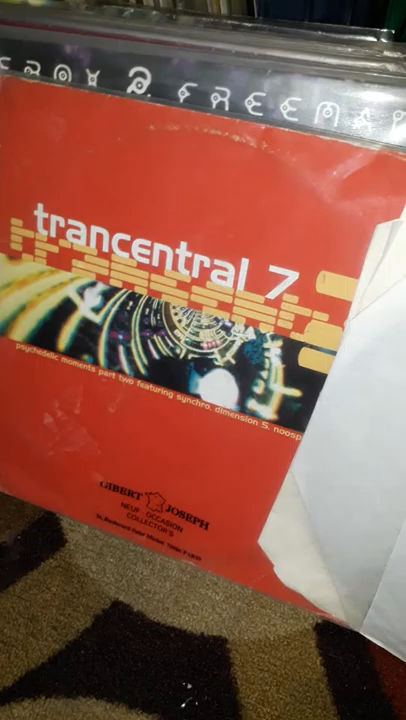 FREEMA
trancentral 7
psychedelic moments part two featuring synchro, dimension 5, noosp
GIBERT JOSEPH
NEUF OCCASION
COLLECTOR'S